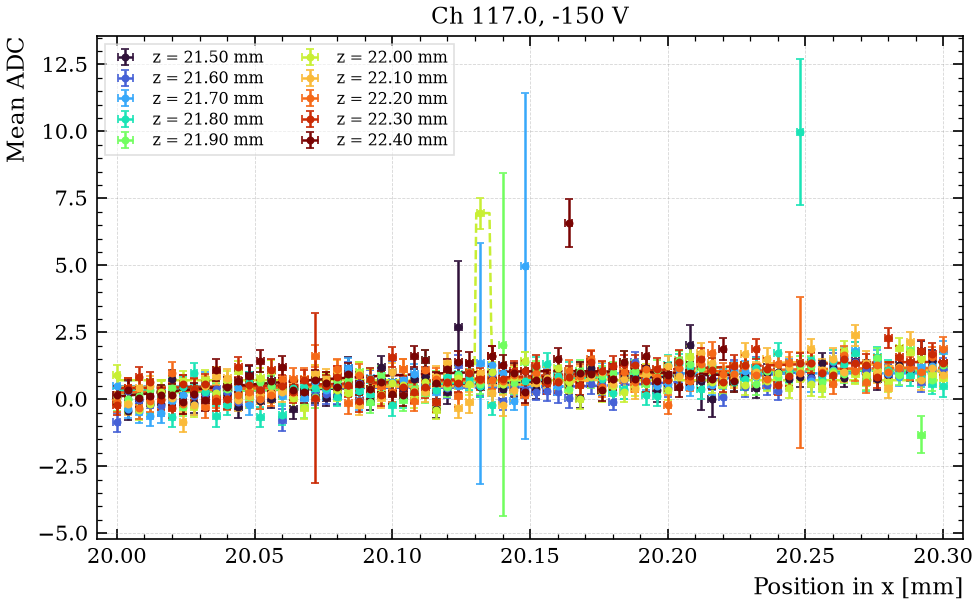 Ch 117.0, -150 V
Mean ADC
12.5
10.0
7.5
5.0
2.5
0.0
−2.5
−5.0
z = 21.50 mm
z = 21.60 mm
z = 21.70 mm
z = 21.80 mm
z = 21.90 mm
z = 22.00 mm
z = 22.10 mm
z = 22.20 mm
z = 22.30 mm
z = 22.40 mm
20.00 20.05 20.10 20.15 20.20 20.25 20.30
Position in x [mm]